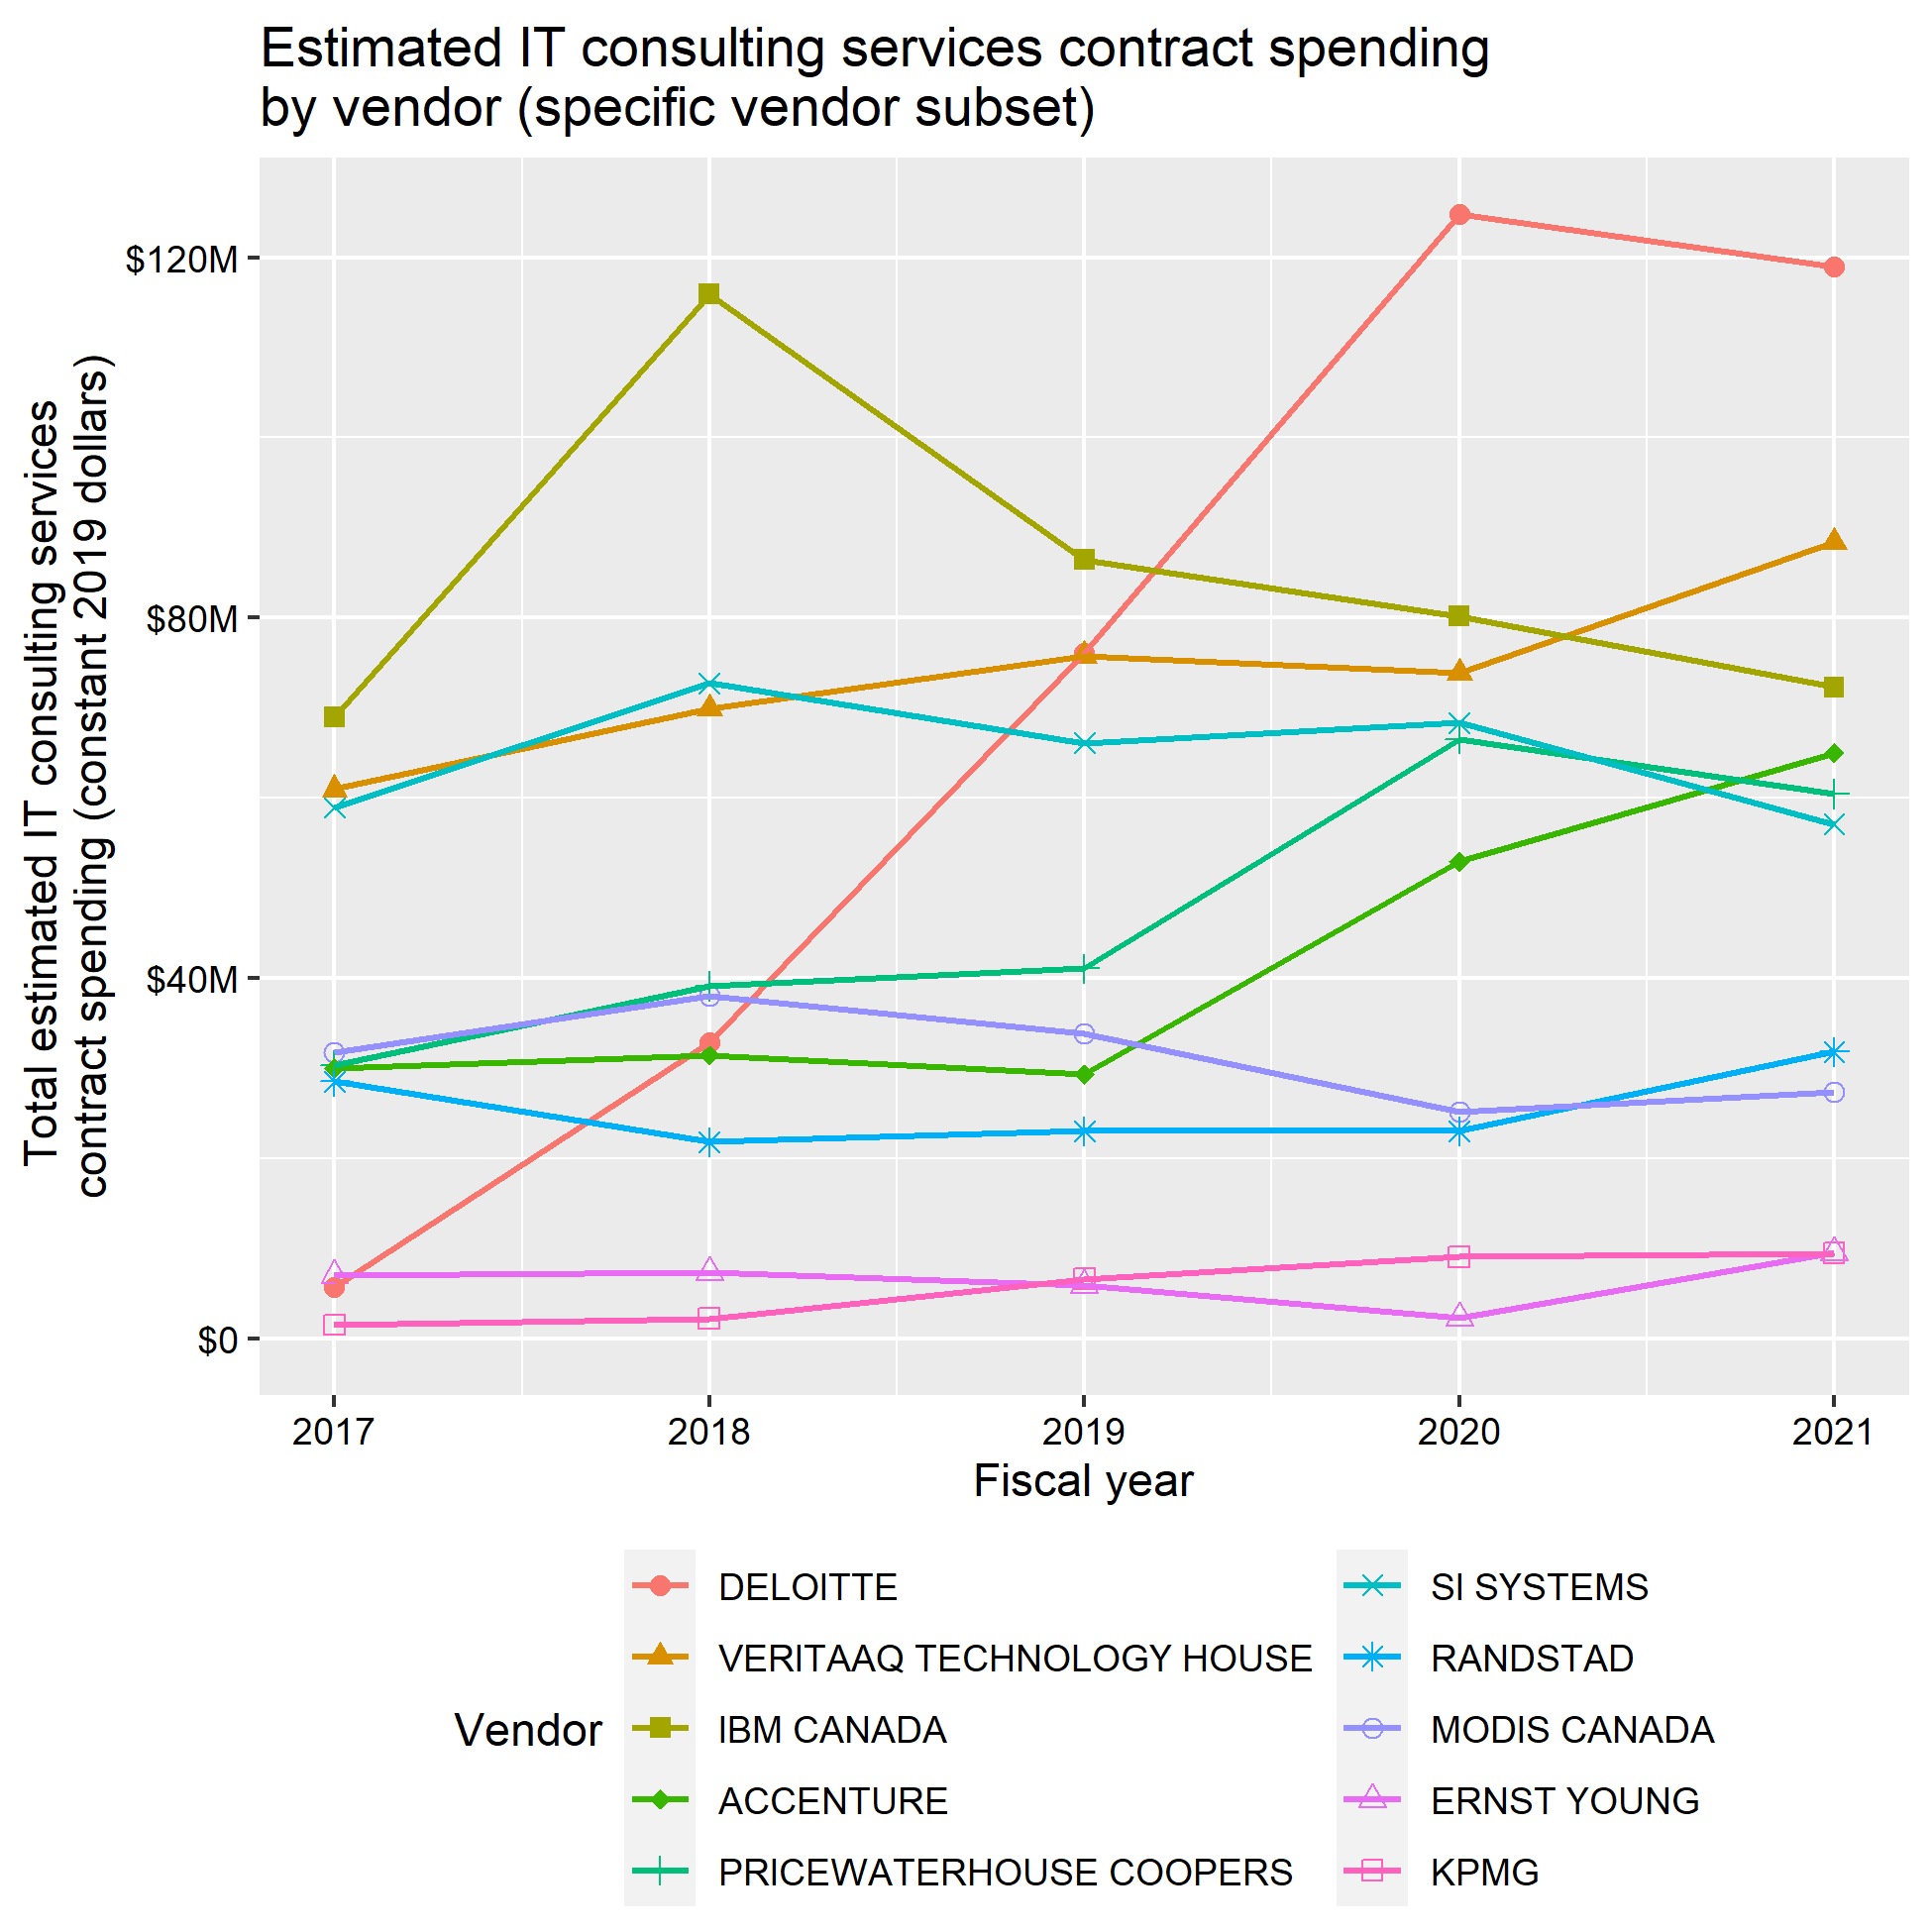 Estimated IT consulting services contract spending
by vendor (specific vendor subset)
Total estimated IT consulting services
contract spending (constant 2019 dollars)
$120M
$80M
$40M
$0
2017 2018 2019 2020 2021
Fiscal year
Vendor
DELOITTE
VERITAAQ TECHNOLOGY HOUSE
IBM CANADA
ACCENTURE
PRICEWATERHOUSE COOPERS
SI SYSTEMS
RANDSTAD
MODIS CANADA
ERNST YOUNG
KPMG